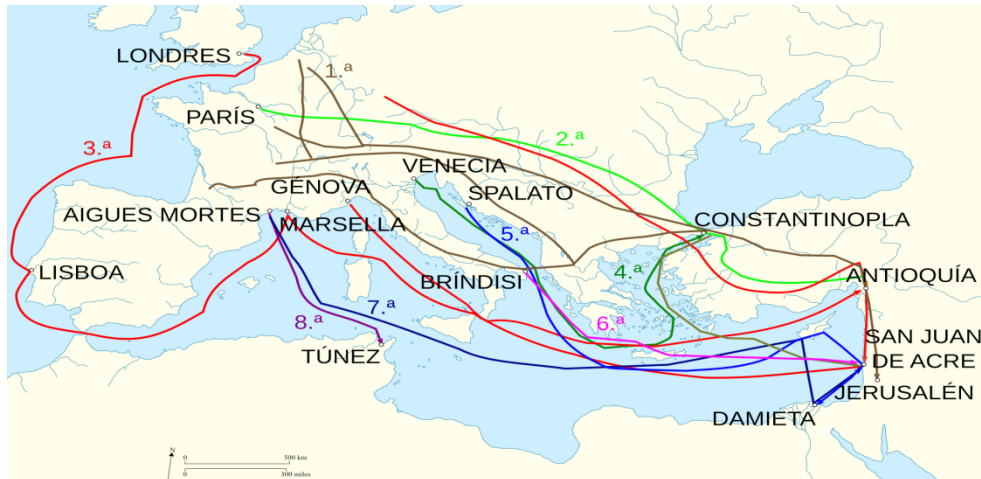 LONDRES
1.ª
PARÍS
2.ª
3.ª
VENECIA
GÉNOVA
SPALATO
AIGUES MORTES
MARSELLA
CONSTANTINOPLA
5.ª
LISBOA
BRÍNDISI
4.ª
ANTIOQUÍA
7.ª
8.ª
6.ª
TÚNEZ
SAN JUAN
DE ACRE
JERUSALÉN
DAMIETA
N
0 500 km
0 300 miles